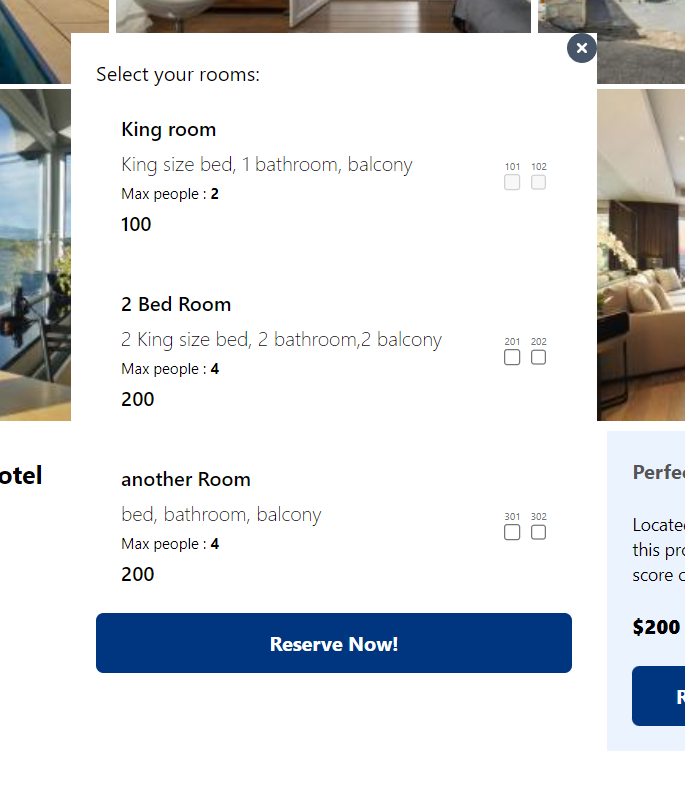 Select your rooms:
King room
King size bed, 1 bathroom, balcony
Max people : 2
100
101 102
2 Bed Room
2 King size bed, 2 bathroom,2 balcony
Max people : 4
200
201 202
another Room
bed, bathroom, balcony
Max people : 4
200
301 302
Reserve Now!
otel
Perfe
Locate
this pro
score
$200
R